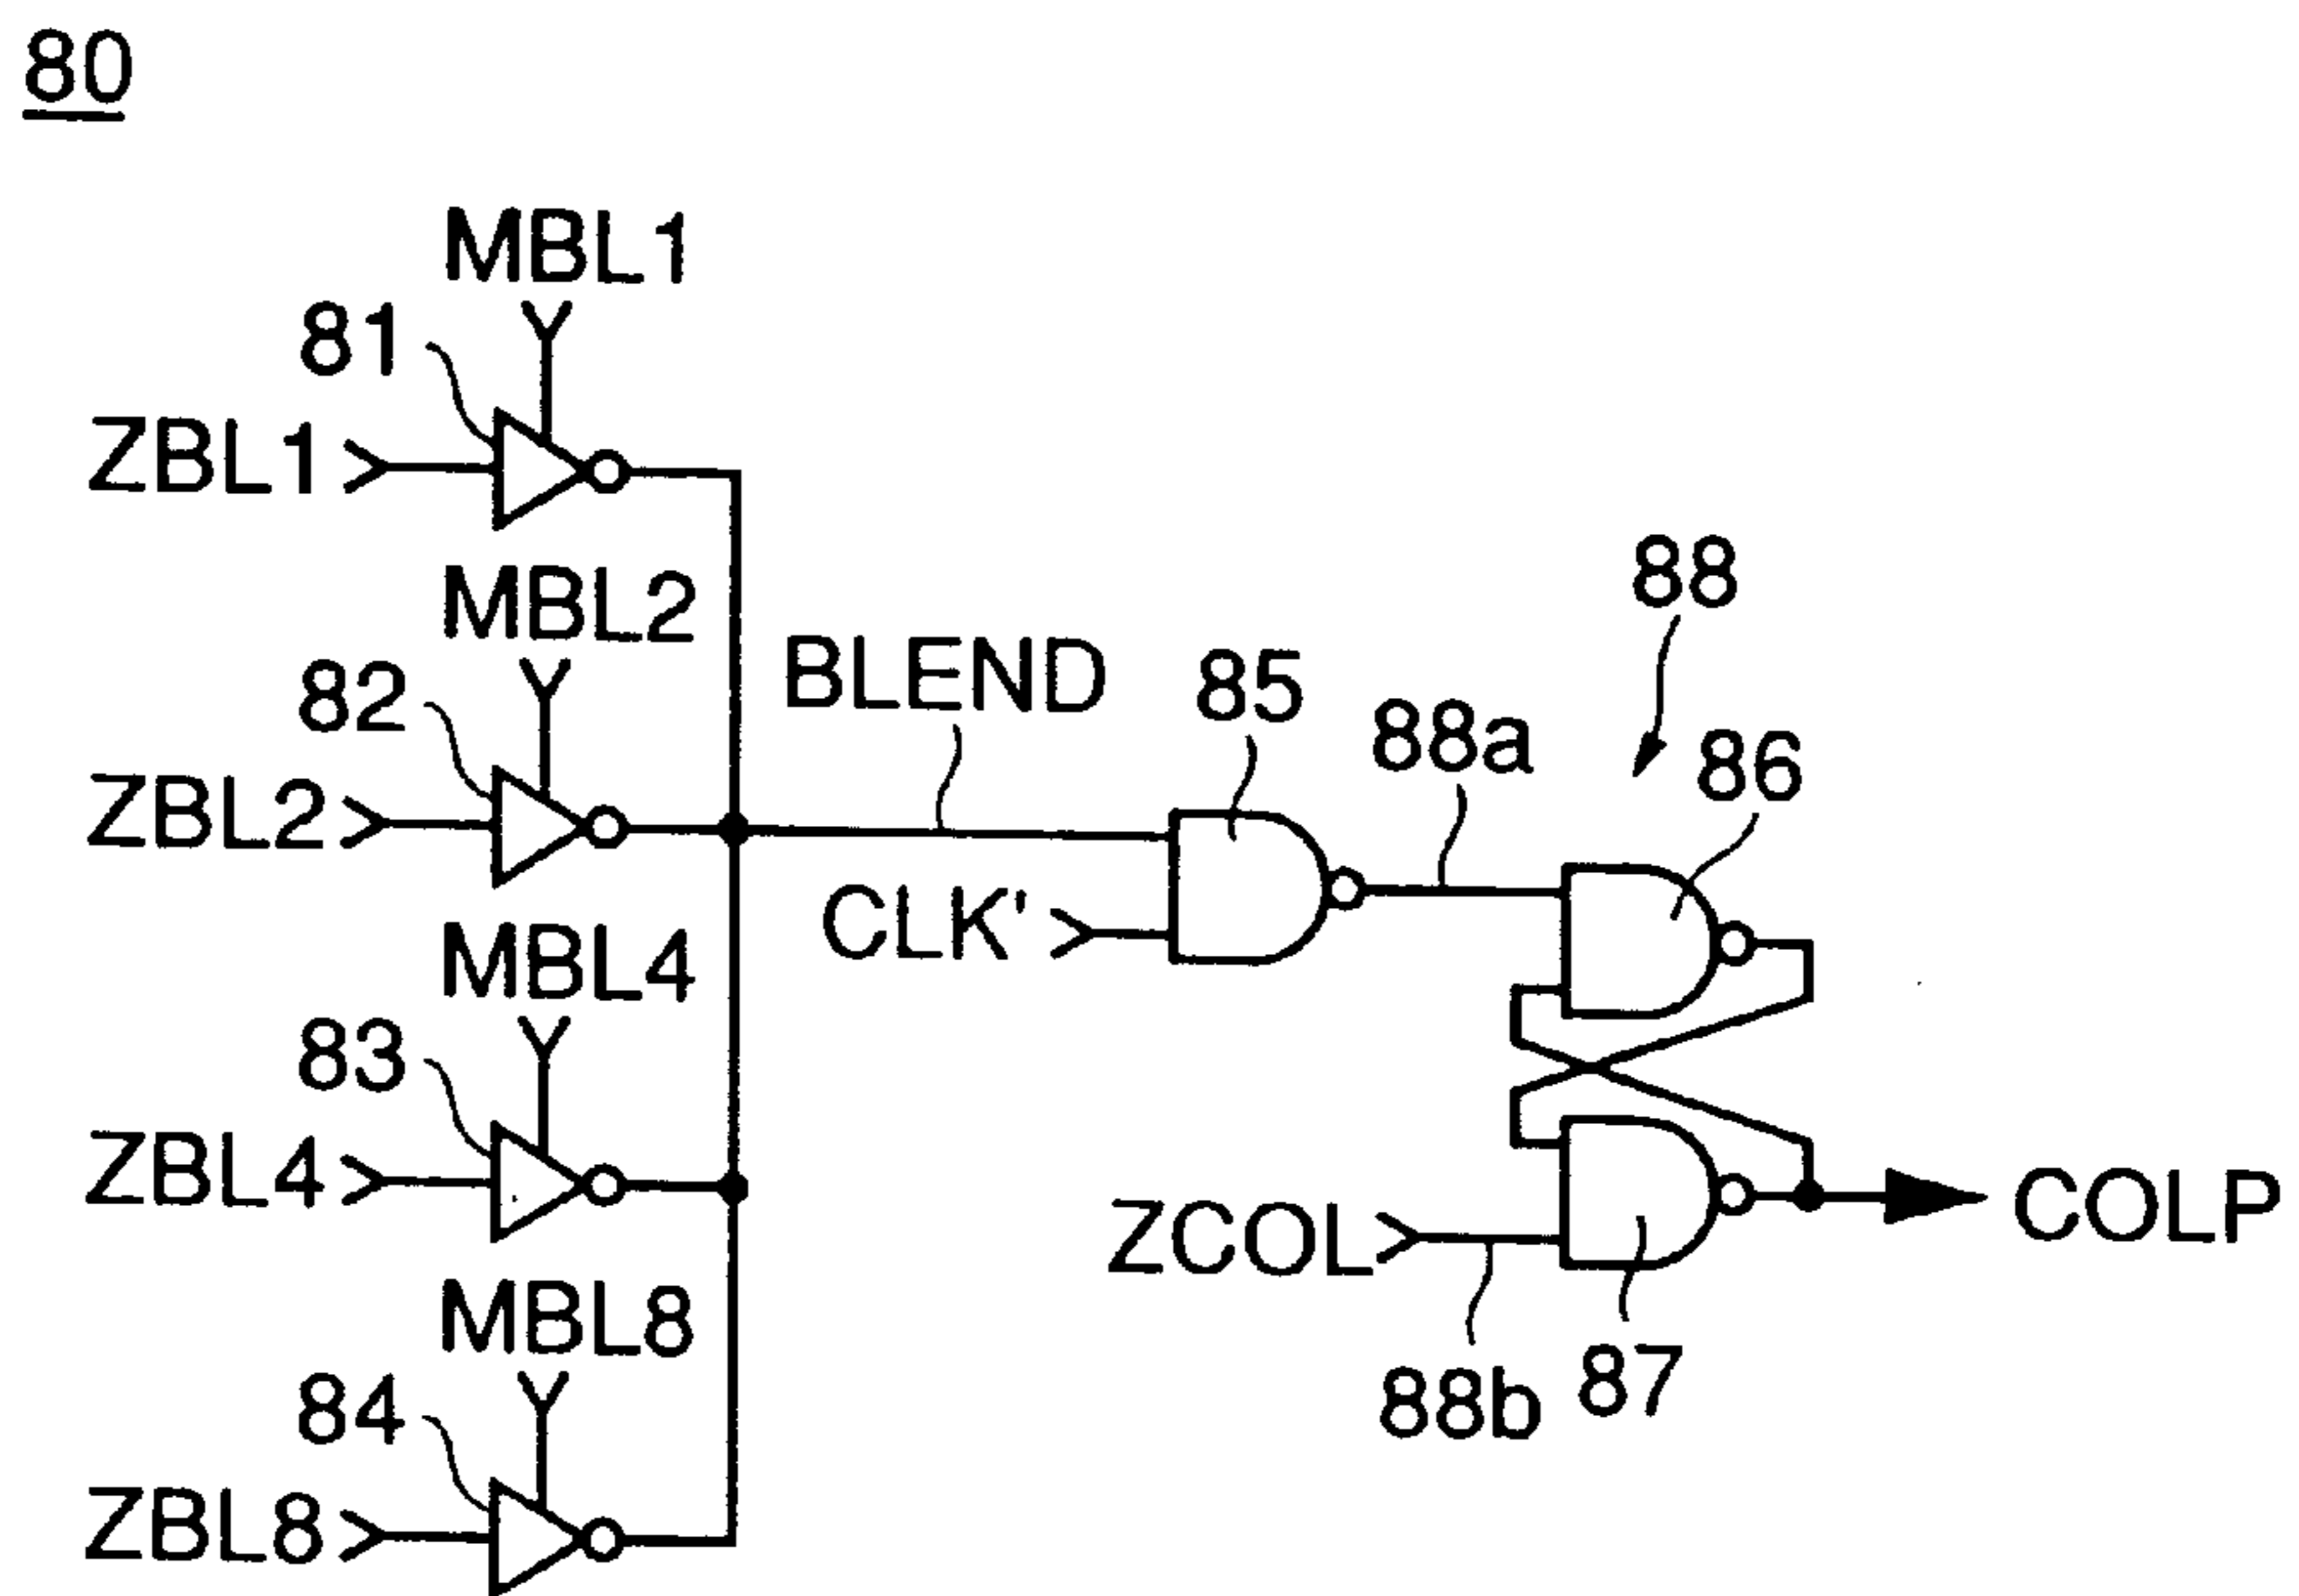 80
MBL1
81
ZBL1
MBL2
82
ZBL2
BLEND
85
88
88a
86
CLK'
MBL4
83
ZBL4
ZCOL
COLP
MBL8
88b
87
84
ZBL8